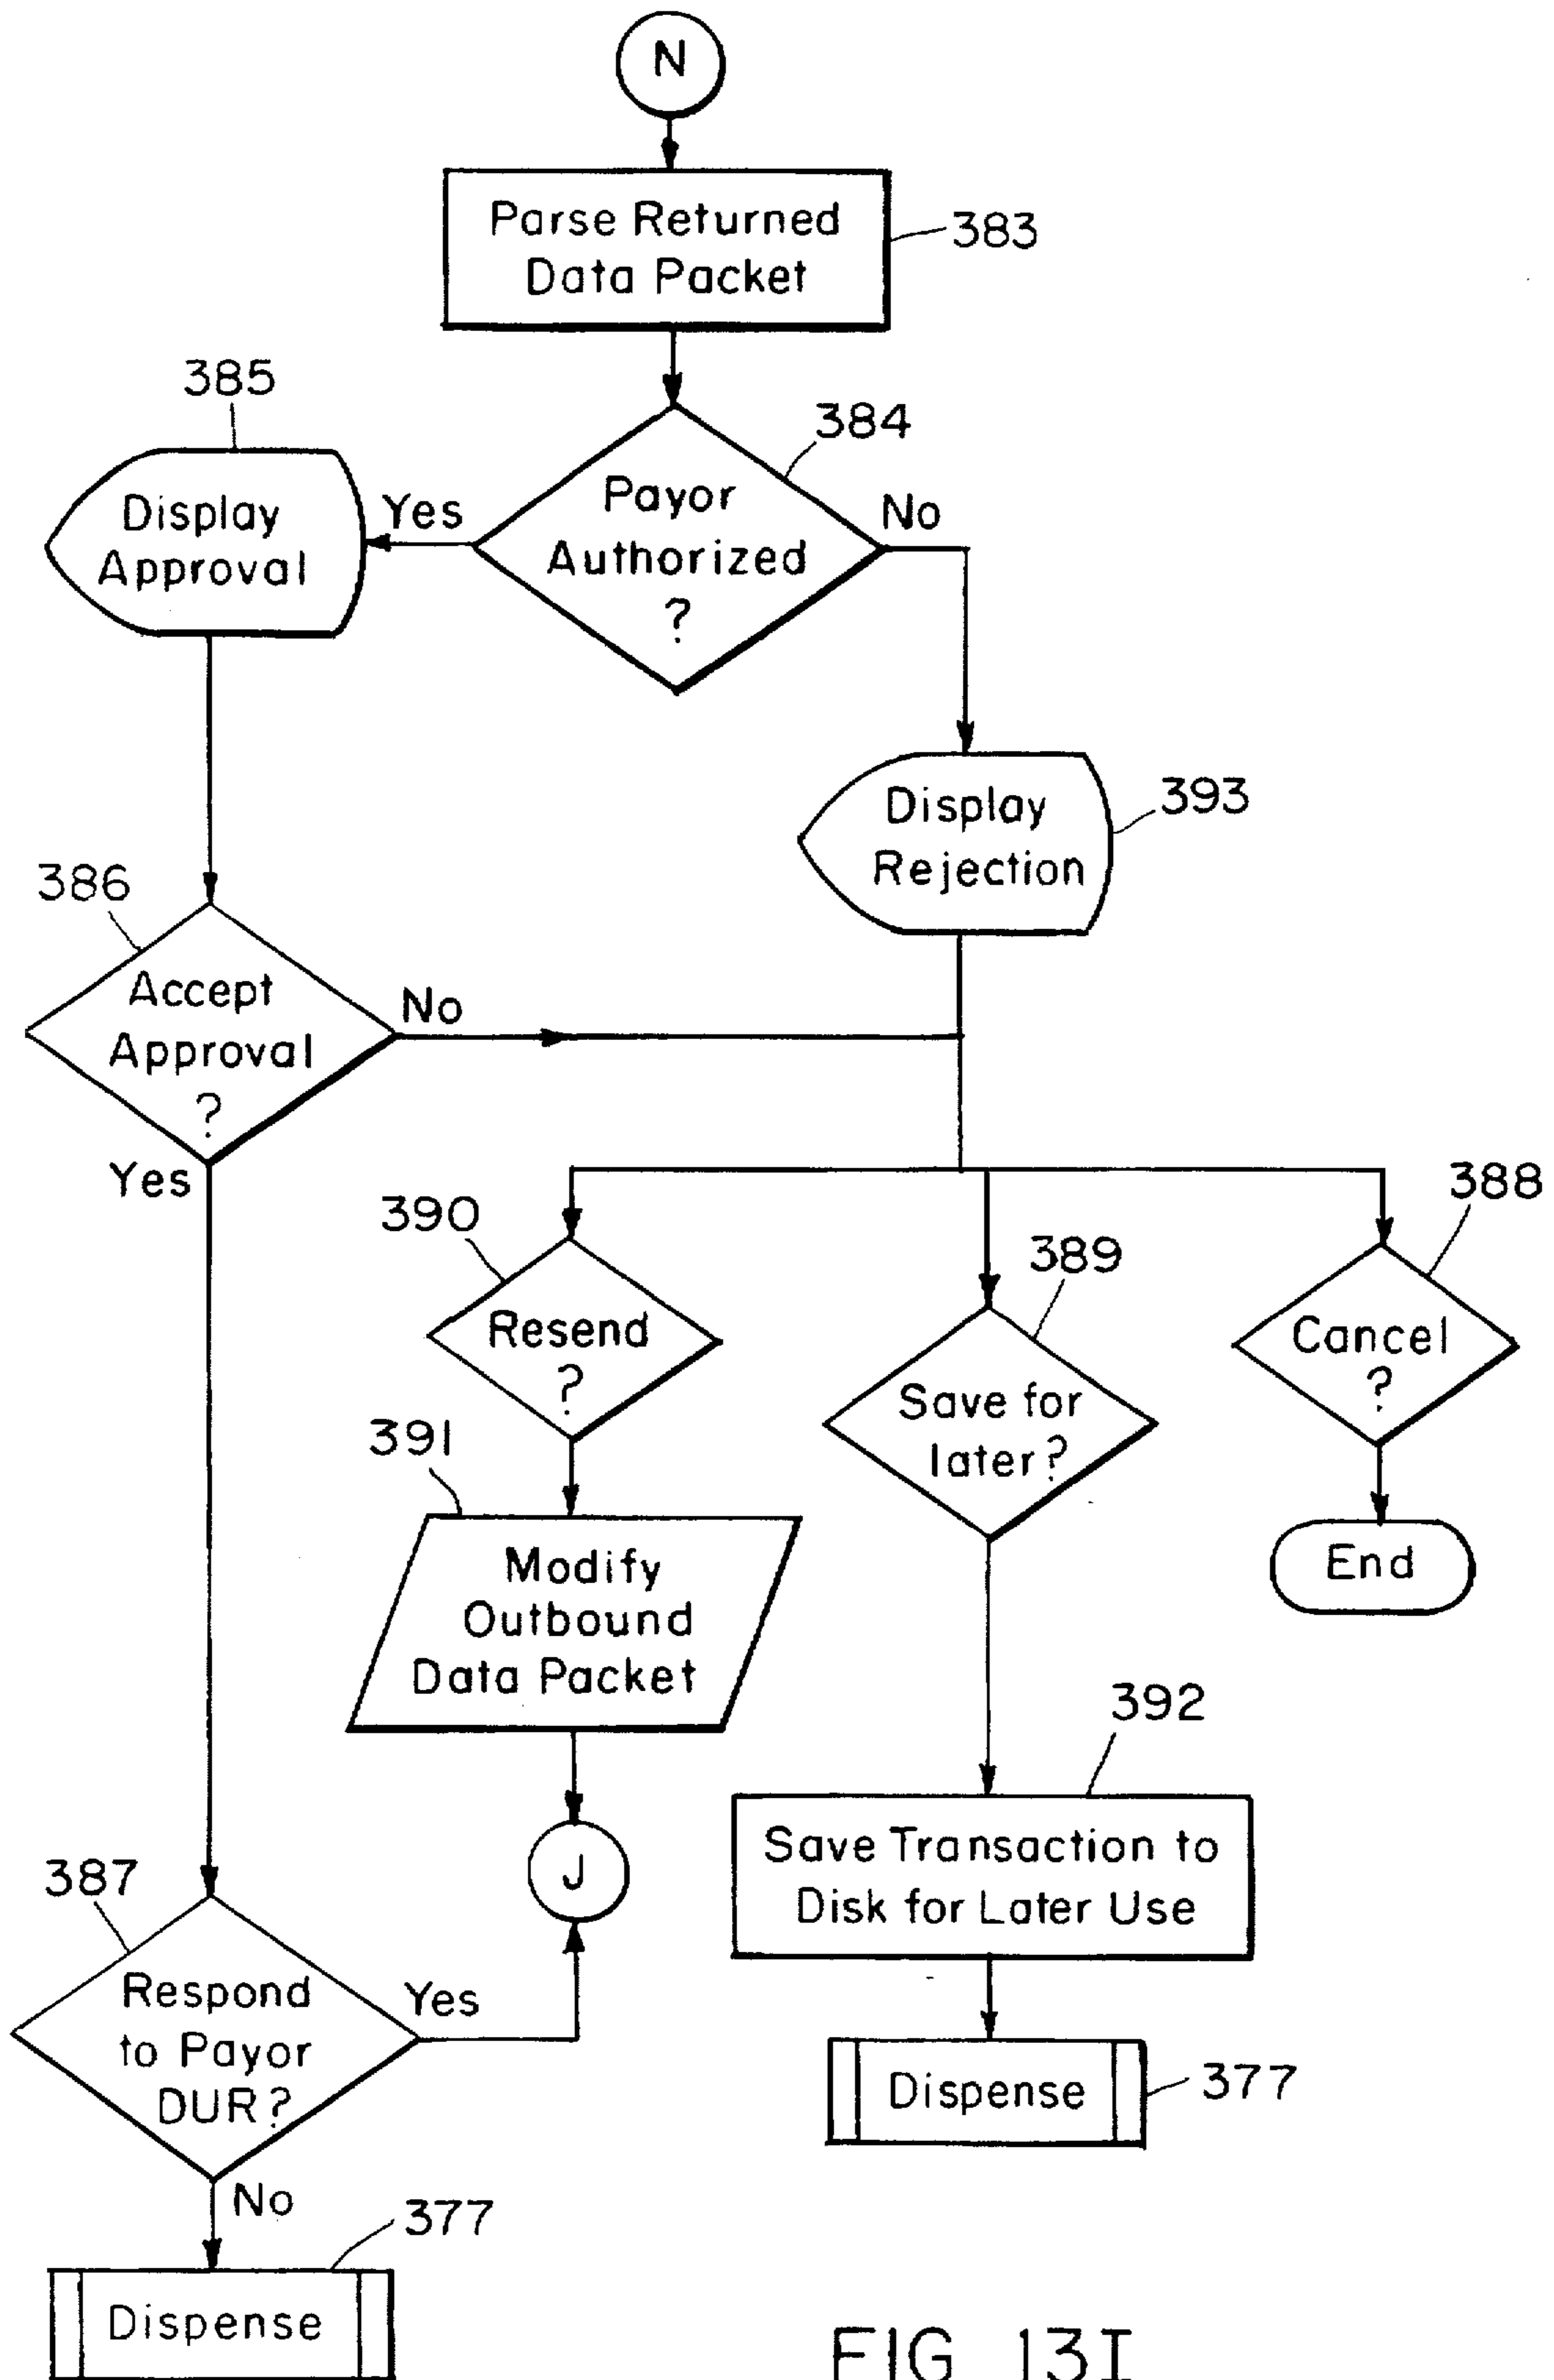 N
Parse Returned
Data Packet
383
385
384
Display
Approval
Yes
Payor
Authorized
?
No
Display
Rejection
393
386
Accept
Approval
?
No
Yes
390
389
388
Resend
?
Save for
later?
Cancel
?
391
Modify
Outbound
Data Packet
End
392
J
Save Transaction to
Disk for Later Use
387
Respond
to Payor
DUR?
Yes
Dispense
377
No
377
Dispense
FIG 13I